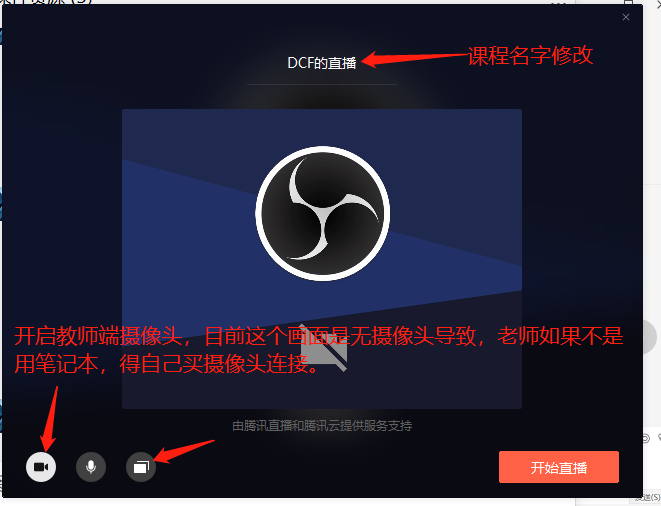 DCF的直播
课程名字修改
开启教师端摄像头，目前这个画面是无摄像头导致，老师如果不是
用笔记本，得自己买摄像头连接。
由腾讯直播和腾讯云提供服务支持
开始直播
发送(S)